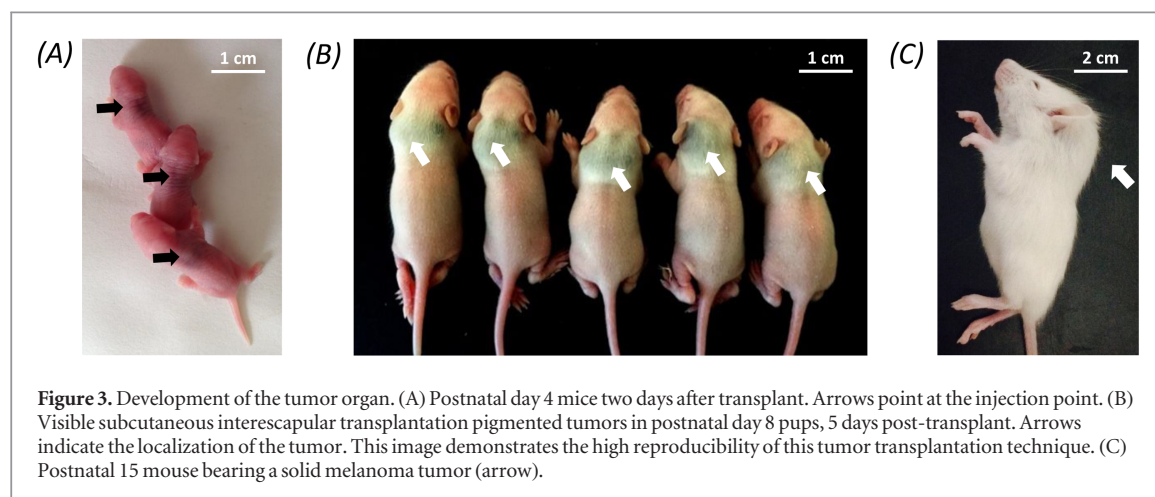 (A)
1 cm
(B)
1 cm
(C)
2 cm
Figure 3. Development of the tumor organ. (A) Postnatal day 4 mice two days after transplant. Arrows point at the injection point. (B)
Visible subcutaneous interescapular transplantation pigmented tumors in postnatal day 8 pups, 5 days post-transplant. Arrows
indicate the localization of the tumor. This image demonstrates the high reproducibility of this tumor transplantation technique. (C)
Postnatal 15 mouse bearing a solid melanoma tumor (arrow).